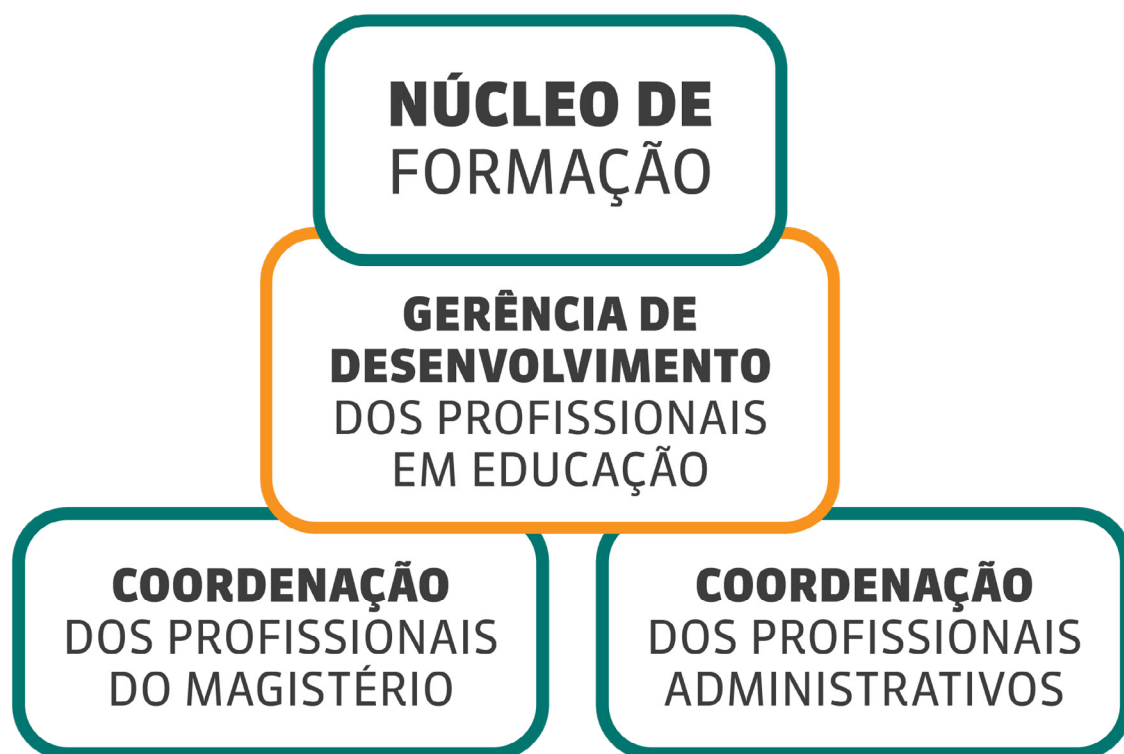 NÚCLEO DE
FORMAÇÃO
GERÊNCIA DE
DESENVOLVIMENTO
DOS PROFISSIONAIS
EM EDUCAÇÃO
COORDENAÇÃO
DOS PROFISSIONAIS
DO MAGISTÉRIO
COORDENAÇÃO
DOS PROFISSIONAIS
ADMINISTRATIVOS